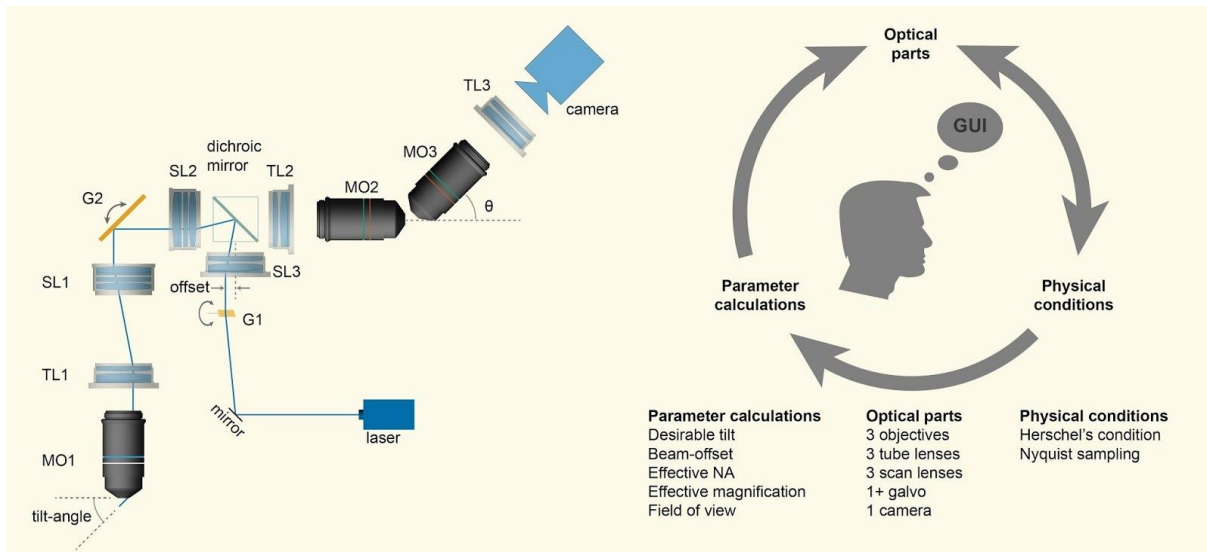 TL3
camera
dichroic
mirror
MO3
SL2
TL2
MO2
G2
θ
SL1
SL3
offset
G1
TL1
mirror
laser
MO1
tilt-angle
Optical
parts
GUI
Parameter
calculations
Physical
conditions
Parameter calculations
Desirable tilt
Beam-offset
Effective NA
Effective magnification
Field of view
Optical parts
3 objectives
3 tube lenses
3 scan lenses
1+ galvo
1 camera
Physical conditions
Herschel's condition
Nyquist sampling